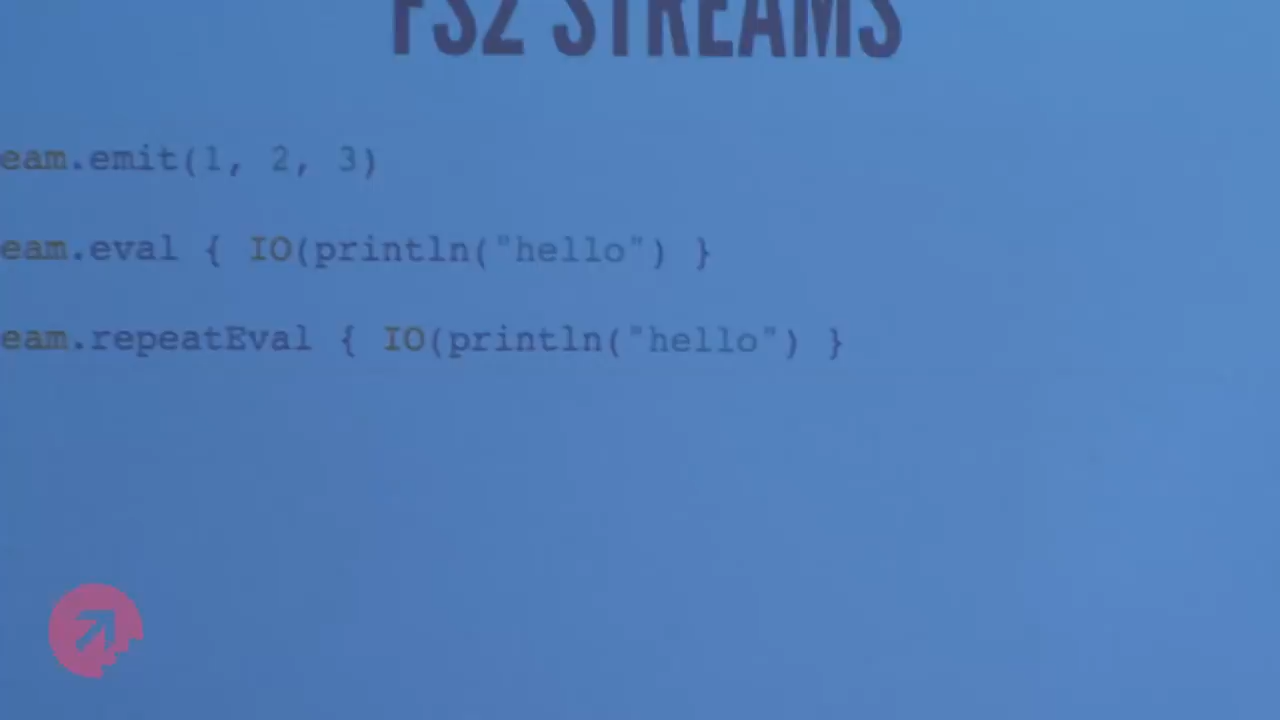 FS2 STREAMS
eam.emit(1, 2, 3)
eam.eval { IO(println("hello") }
eam.repeatEval { IO(println("hello") }